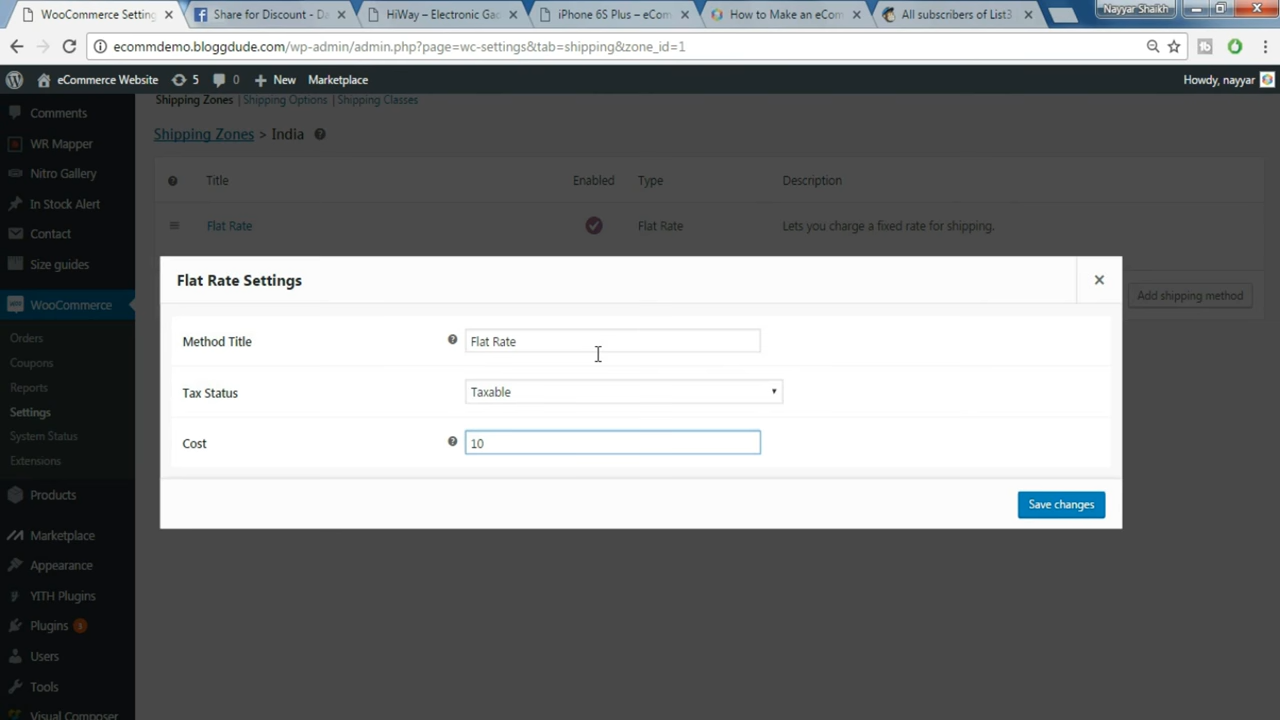 WooCommerce Setting
Share for Discount - Da
HiWay – Electronic Gac
iPhone 6S Plus – eCom
How to Make an eCom
All subscribers of List3
Nayyar Shaikh
ecommdemo.bloggdude.com/wp-admin/admin.php?page=wc-settings&tab=shipping&zone_id=1
eCommerce Website
5
0
New
Marketplace
Howdy, nayyar
Comments
WR Mapper
Nitro Gallery
In Stock Alert
Contact
Size guides
WooCommerce
Orders
Coupons
Reports
Settings
System Status
Extensions
Products
Marketplace
Appearance
YITH Plugins
Plugins 3
Users
Tools
Visual Composer
Shipping Zones | Shipping Options | Shipping Classes
Shipping Zones > India
Title Enabled Type Description
Flat Rate Flat Rate Lets you charge a fixed rate for shipping.
Add shipping method
Flat Rate Settings
Method Title Flat Rate
Tax Status Taxable
Cost 10
Save changes